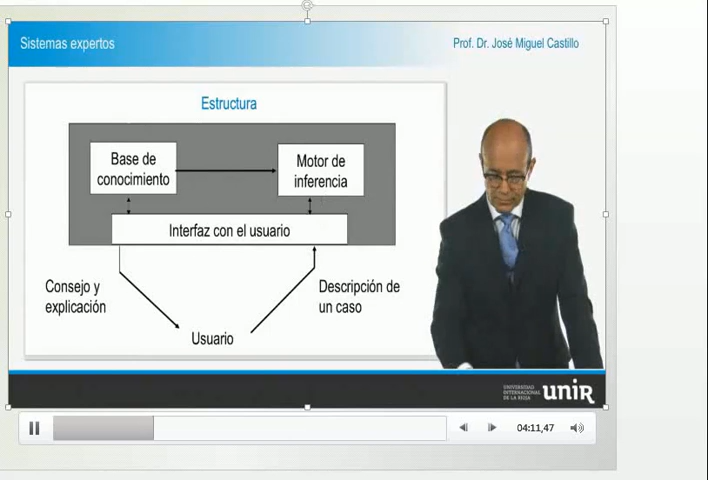 Sistemas expertos
Prof. Dr. José Miguel Castillo
Estructura
Base de
conocimiento
Motor de
inferencia
Interfaz con el usuario
Consejo y
explicación
Descripción de
un caso
Usuario
UNIVERSIDAD
INTERNACIONAL
DE LA RIOJA
unir
04:11,47